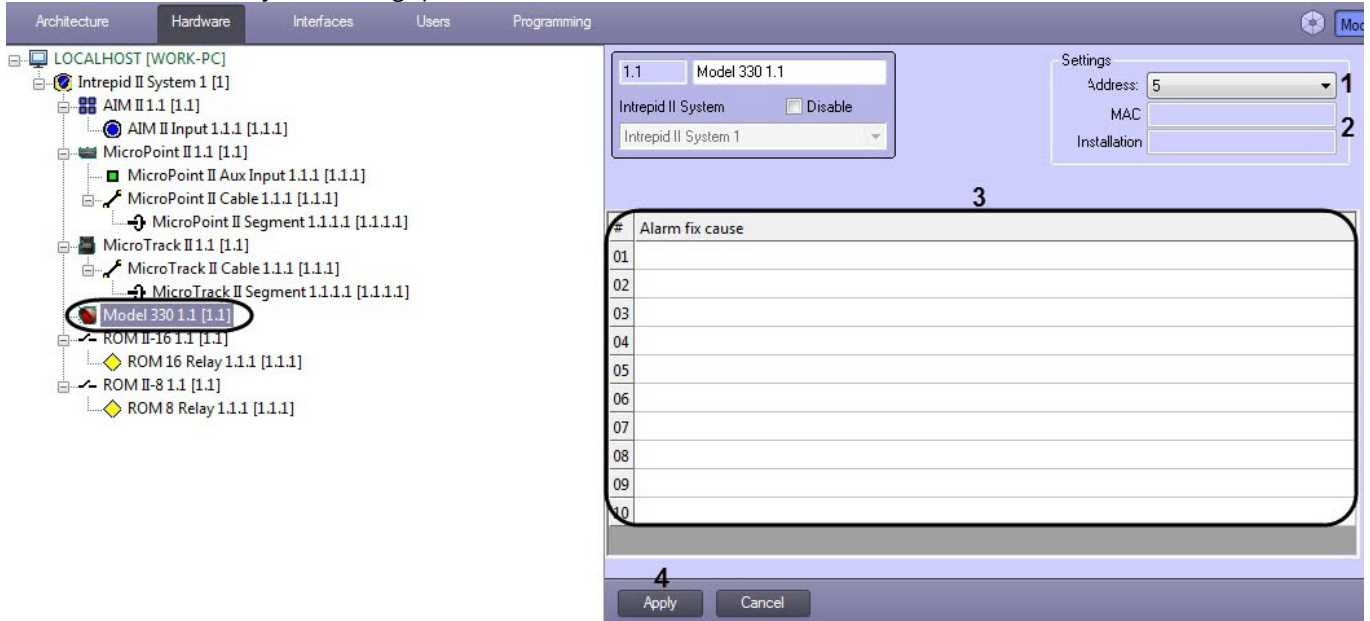 Architecture Hardware Interfaces Users Programming
LOCALHOST [WORK-PC]
Intrepid II System 1 [1]
AIM II 1.1 [1.1]
AIM II Input 1.1.1 [1.1.1]
MicroPoint II 1.1 [1.1]
MicroPoint II Aux Input 1.1.1 [1.1.1]
MicroPoint II Cable 1.1.1 [1.1.1]
MicroPoint II Segment 1.1.1.1 [1.1.1.1]
MicroTrack II 1.1 [1.1]
MicroTrack II Cable 1.1.1 [1.1.1]
MicroTrack II Segment 1.1.1.1 [1.1.1.1]
Model 330 1.1 [1.1]
ROM II-16 1.1 [1.1]
ROM 16 Relay 1.1.1 [1.1.1]
ROM II-8 1.1 [1.1]
ROM 8 Relay 1.1.1 [1.1.1]
1.1 Model 330 1.1
Intrepid II System Disable
Intrepid II System 1
Settings
Address: 5 1
MAC
2
Installation
3
# Alarm fix cause
01
02
03
04
05
06
07
08
09
10
4
Apply Cancel